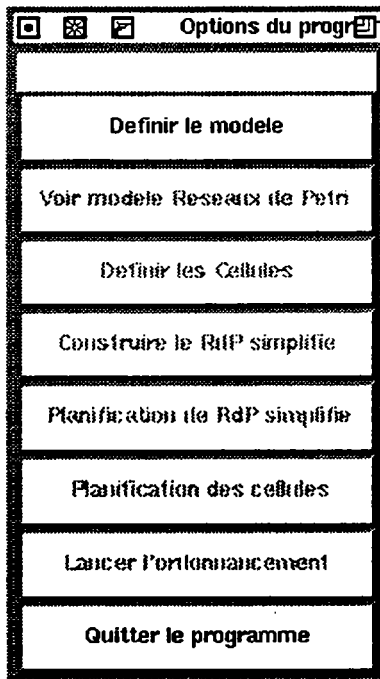 Options du progr
Definir le modele
Voir modele Reseaux de Petri
Definir les Cellules
Construire le RdP simplifie
Planification de RdP simplifie
Planification des cellules
Lancer l'ordonnancement
Quitter le programme